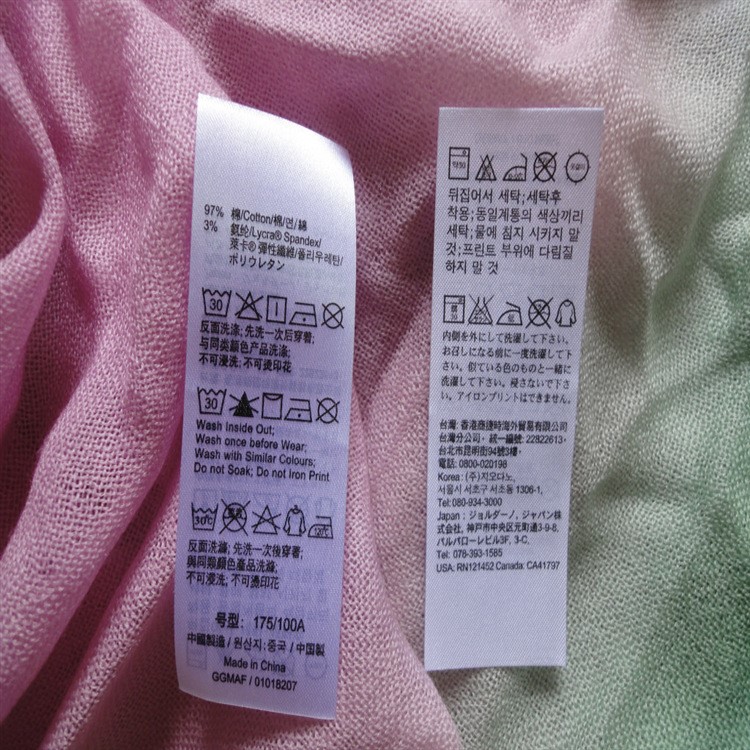 97% 棉/Cotton/棉/면/綿
3% 氨纶/Lycra® Spandex/
萊卡® 彈性纖維/폴리우레탄/
ポリウレタン
30
反面洗涤; 先洗一次后穿着;
与同类颜色产品洗涤;
不可浸洗; 不可烫印花
30
Wash Inside Out;
Wash once before Wear;
Wash with Similar Colours;
Do not Soak; Do not Iron Print
30℃
120℃
反面洗滌; 先洗一次後穿着;
與同類顏色產品洗滌;
不可浸洗; 不可燙印花
号型: 175/100A
中國製造 / 원산지: 중국 / 中国製
Made in China
GGMAF / 01018207
뒤집어서 세탁;세탁후
착용;동일계통의 색상끼리
세탁;물에 침지 시키지 말
것;프린트 부위에 다림질
하지 말 것
内側を外にして洗濯して下さい。
お召しになる前に一度洗濯して下
さい。似ている色のものと一緒に
洗濯して下さい。浸さないで下さ
い。アイロンプリントはできません。
台灣: 香港商捷時海外貿易有限公司
台灣分公司・ 統一編號: 22822613・
台北市昆明街94號3樓・
電話: 0800-020198
Korea : (주)지오다노,
서울시 서초구 서초동 1306-1,
Tel: 080-934-3000
Japan : ジョルダーノ、ジャパン株
式会社, 神戸市中央区元町通3-9-8,
パルパローレビル3F, 3-C,
Tel: 078-393-1585
USA: RN121452 Canada: CA41797